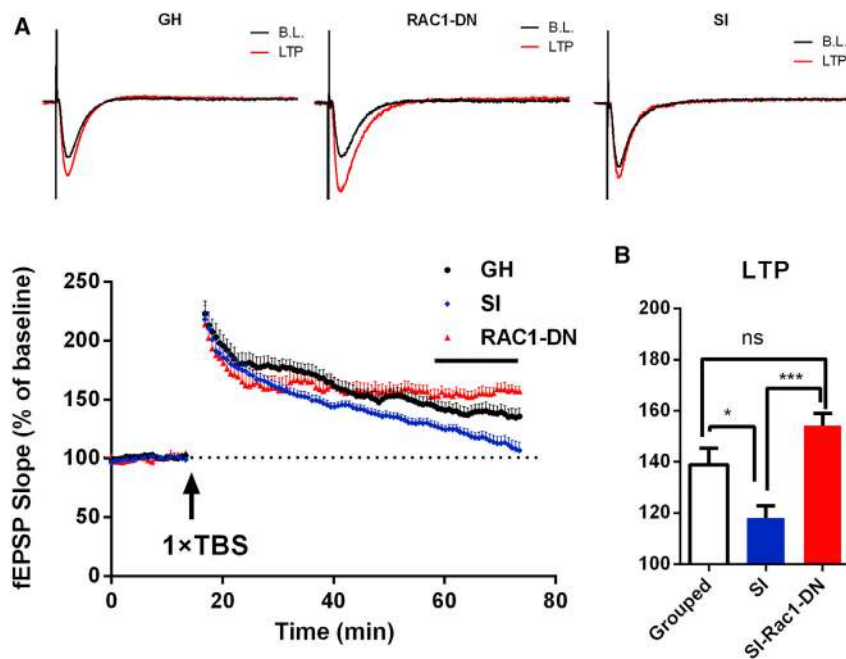 A
GH
B.L.
LTP
RAC1-DN
B.L.
LTP
SI
B.L.
LTP
fEPSP Slope (% of baseline)
250
200
150
100
50
0
GH
SI
RAC1-DN
1×TBS
0
20
40
60
80
Time (min)
B
LTP
200
180
160
140
120
100
ns
*
***
Grouped
SI
SI-Rac1-DN